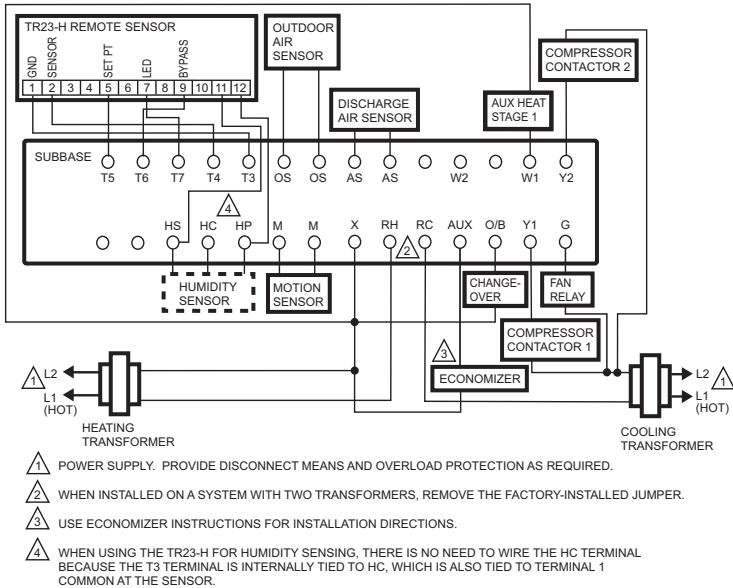 TR23-H REMOTE SENSOR
GND
SENSOR
SET PT
LED
BYPASS
1 2 3 4 5 6 7 8 9 10 11 12
OUTDOOR
AIR
SENSOR
DISCHARGE
AIR SENSOR
AUX HEAT
STAGE 1
COMPRESSOR
CONTACTOR 2
SUBBASE
T5 T6 T7 T4 T3 OS OS AS AS W2 W1 Y2
4
HS HC HP M M X RH RC AUX O/B Y1 G
2
HUMIDITY
SENSOR
MOTION
SENSOR
CHANGE-
OVER
FAN
RELAY
COMPRESSOR
CONTACTOR 1
3
ECONOMIZER
1
L2
L1
(HOT)
HEATING
TRANSFORMER
L2
1
L1
(HOT)
COOLING
TRANSFORMER
1 POWER SUPPLY. PROVIDE DISCONNECT MEANS AND OVERLOAD PROTECTION AS REQUIRED.
2 WHEN INSTALLED ON A SYSTEM WITH TWO TRANSFORMERS, REMOVE THE FACTORY-INSTALLED JUMPER.
3 USE ECONOMIZER INSTRUCTIONS FOR INSTALLATION DIRECTIONS.
4 WHEN USING THE TR23-H FOR HUMIDITY SENSING, THERE IS NO NEED TO WIRE THE HC TERMINAL
BECAUSE THE T3 TERMINAL IS INTERNALLY TIED TO HC, WHICH IS ALSO TIED TO TERMINAL 1
COMMON AT THE SENSOR.